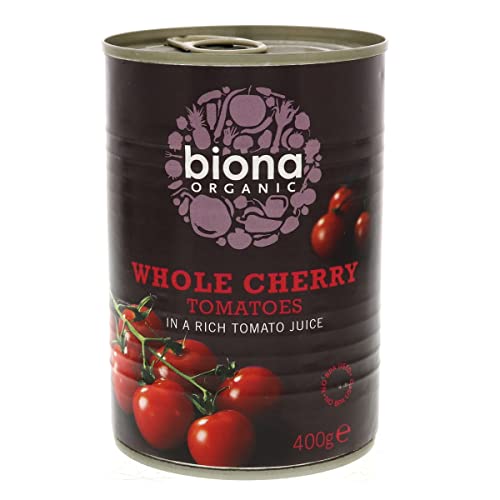 biona
ORGANIC
WHOLE CHERRY
TOMATOES
IN A RICH TOMATO JUICE
400g e